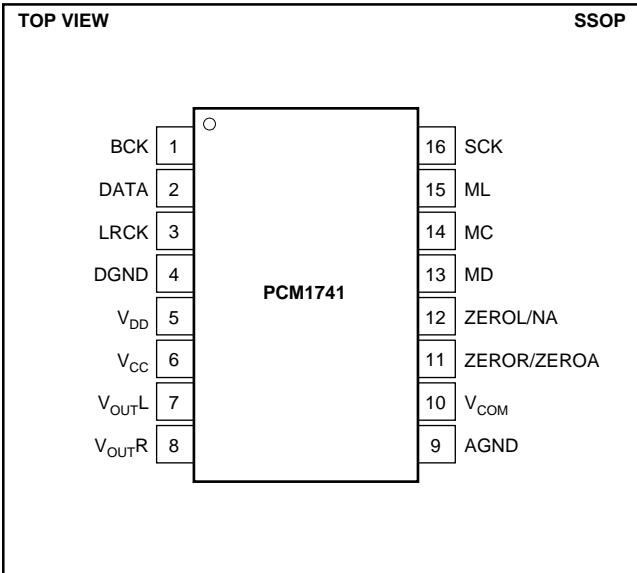 TOP VIEW SSOP
BCK 1 16 SCK
DATA 2 15 ML
LRCK 3 14 MC
DGND 4 13 MD
PCM1741
VDD 5 12 ZEROL/NA
VCC 6 11 ZEROR/ZEROA
VOUTL 7 10 VCOM
VOUTR 8 9 AGND